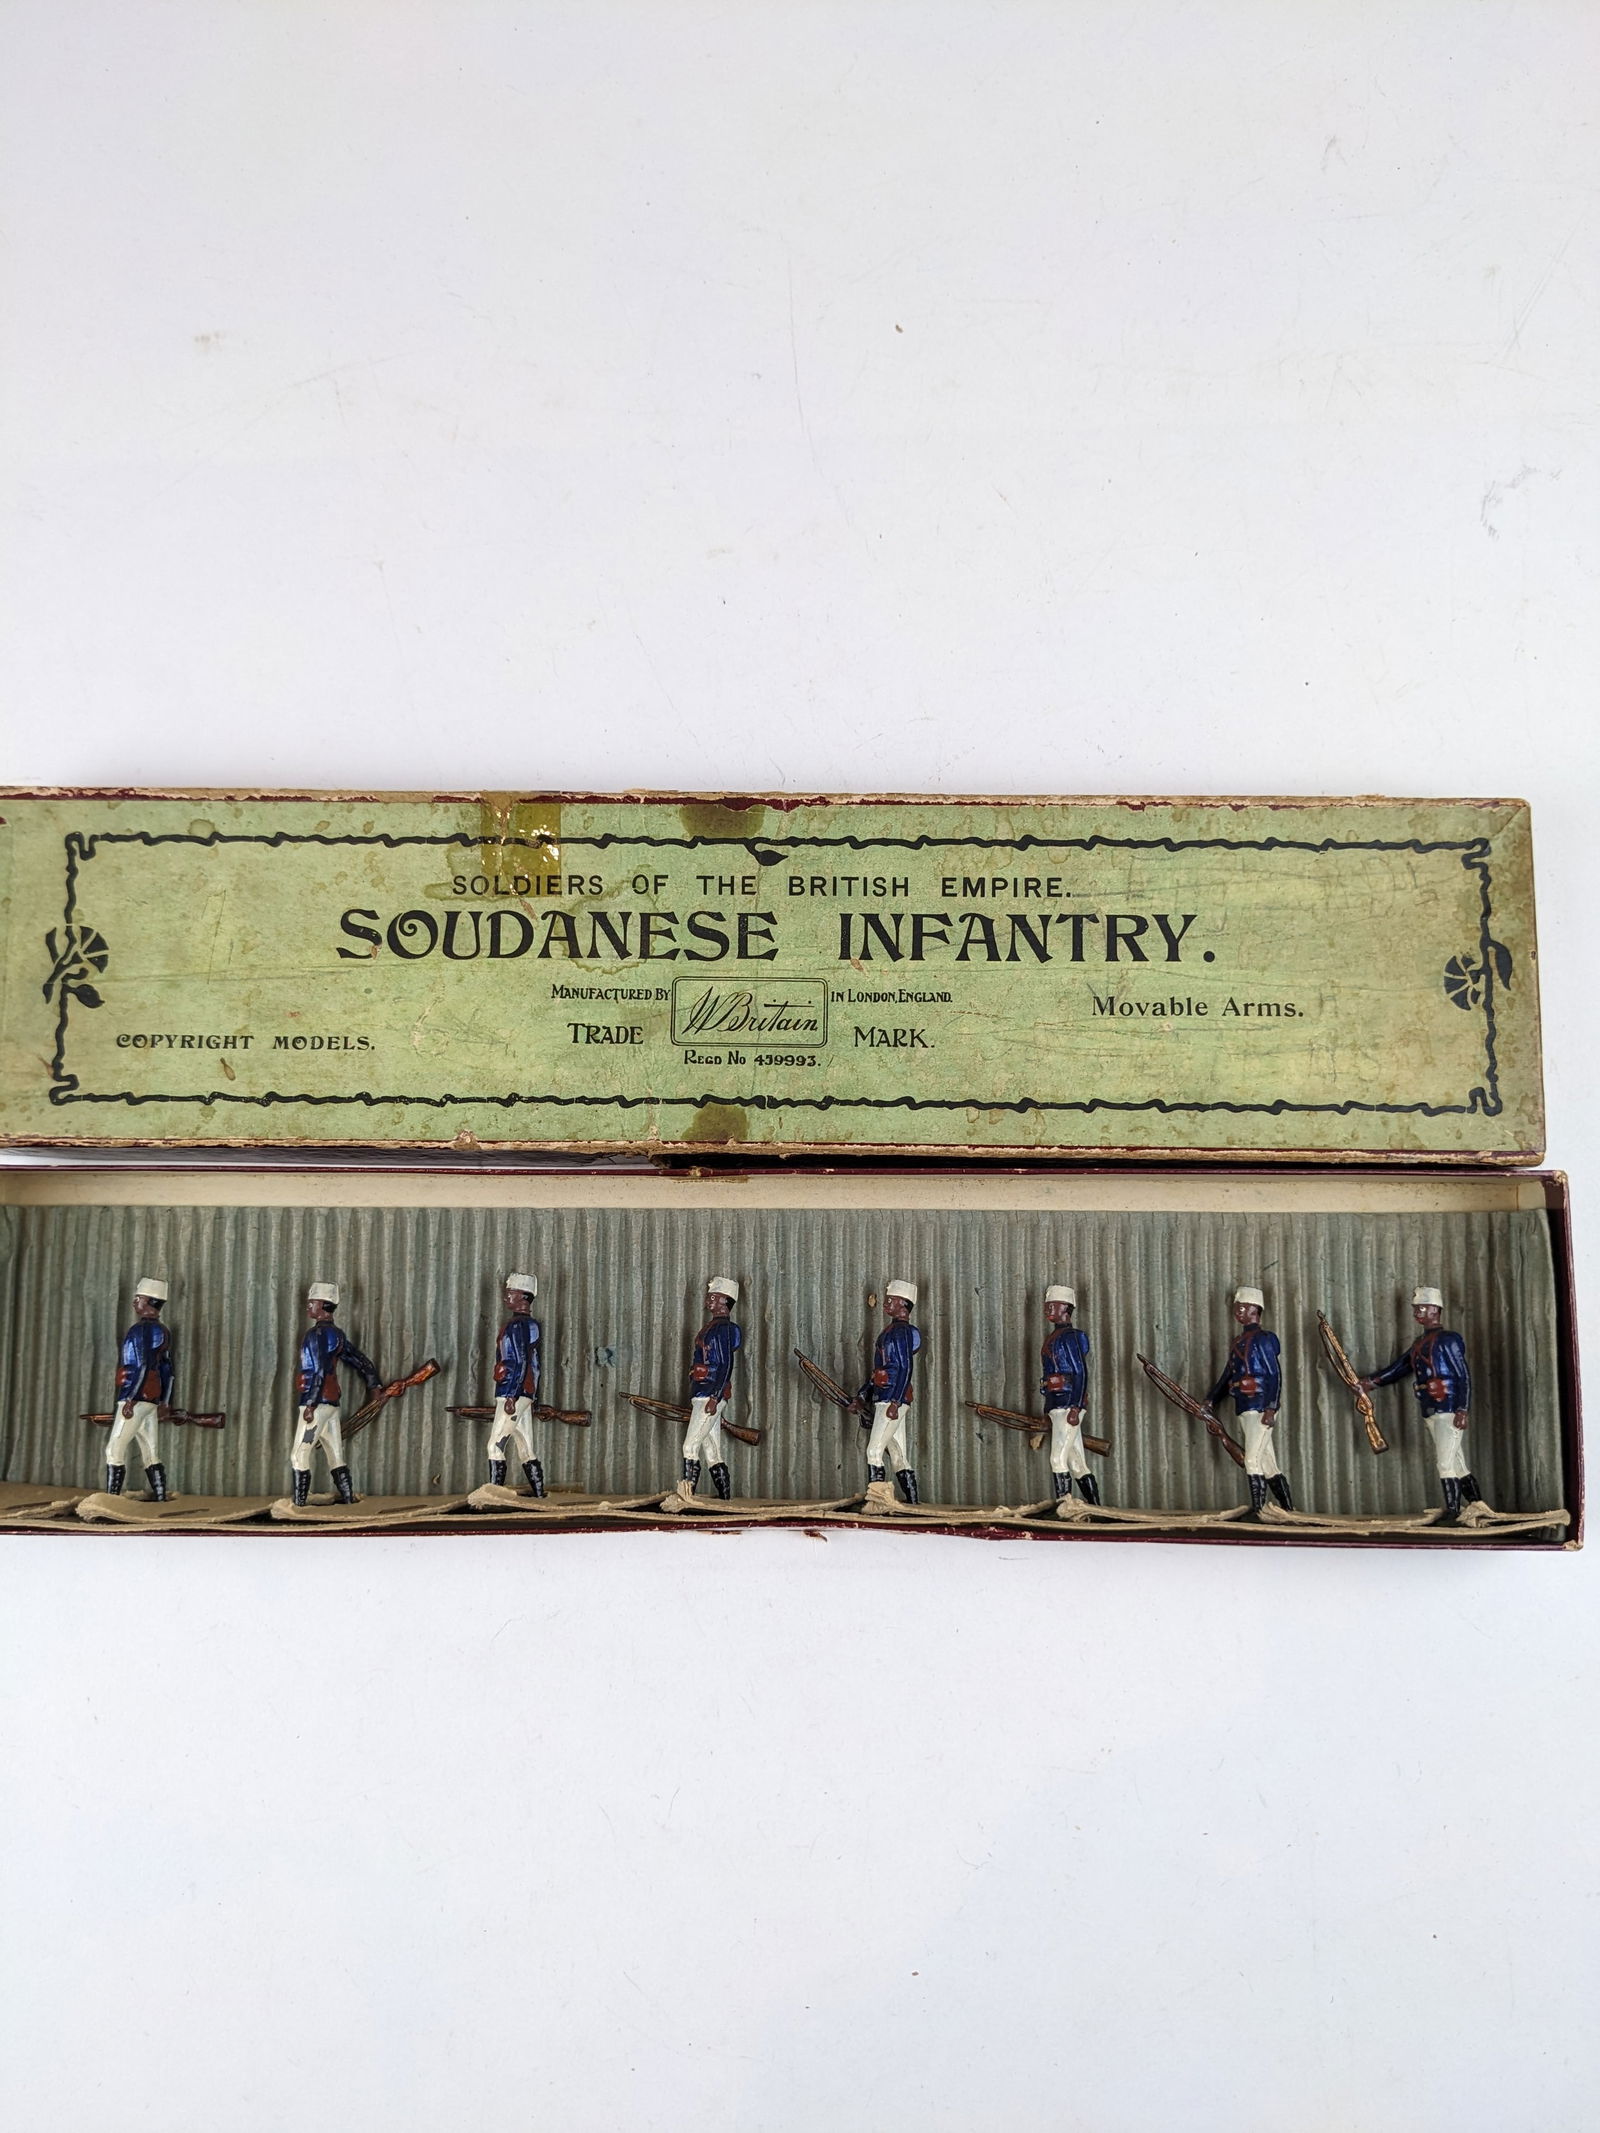 SOLDIERS OF THE BRITISH EMPIRE.
SOUDANESE INFANTRY.
MANUFACTURED BY W Britain IN LONDON, ENGLAND.
Movable Arms.
COPYRIGHT MODELS.
TRADE MARK.
REGD No 459993.